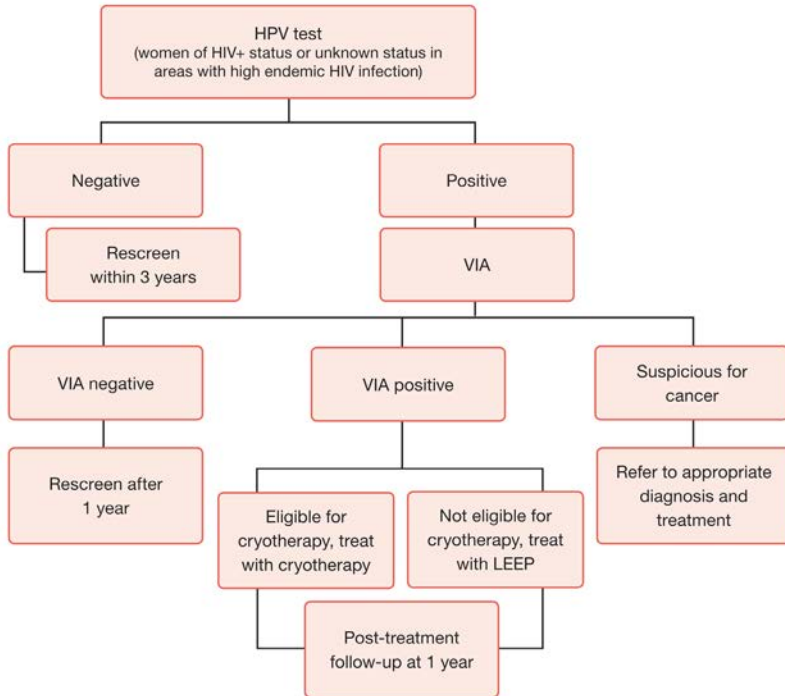 HPV test
(women of HIV+ status or unknown status in
areas with high endemic HIV infection)
Negative
Positive
Rescreen
within 3 years
VIA
VIA negative
VIA positive
Suspicious for
cancer
Rescreen after
1 year
Eligible for
cryotherapy, treat
with cryotherapy
Not eligible for
cryotherapy, treat
with LEEP
Refer to appropriate
diagnosis and
treatment
Post-treatment
follow-up at 1 year